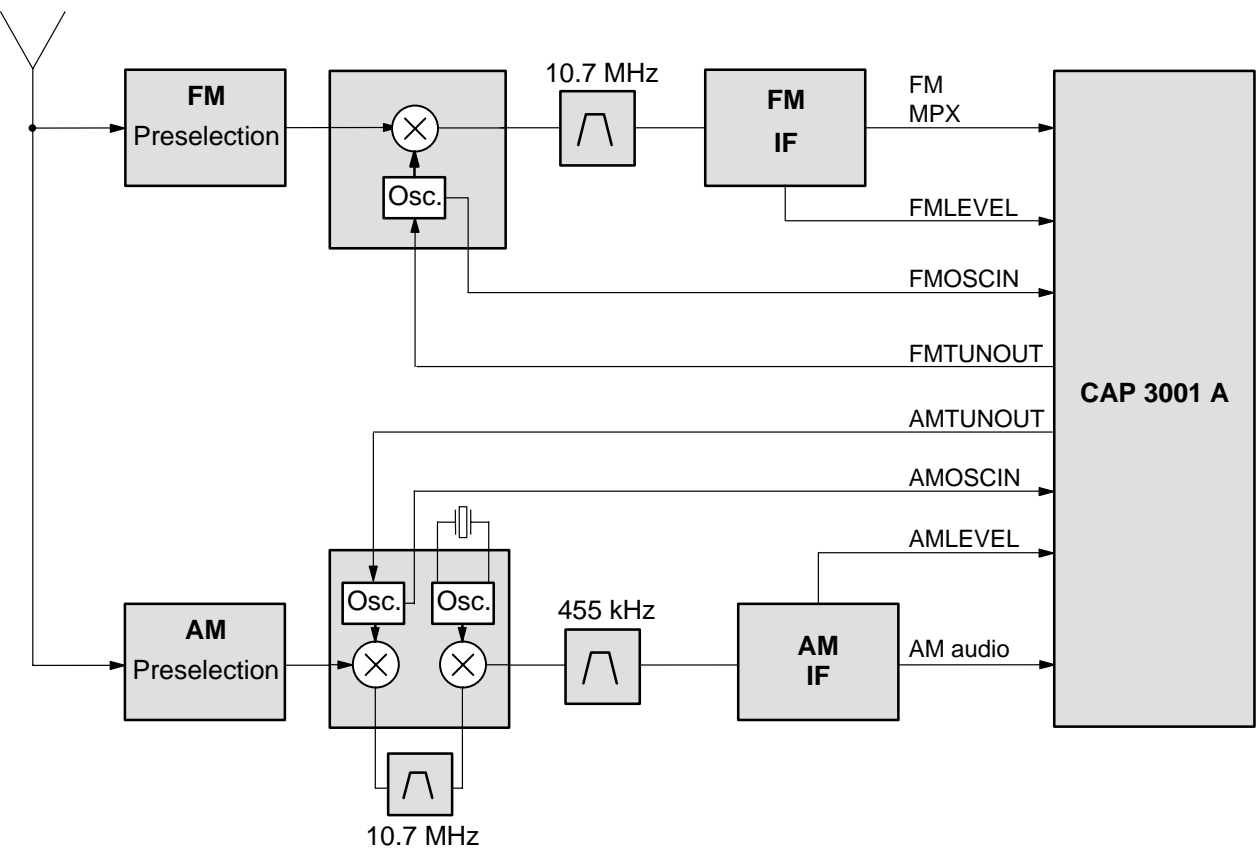 FM
Preselection
Osc.
10.7 MHz
FM
IF
FM
MPX
FMLEVEL
FMOSCIN
FMTUNOUT
CAP 3001 A
AMTUNOUT
AMOSCIN
AMLEVEL
AM audio
AM
Preselection
Osc.
Osc.
455 kHz
AM
IF
10.7 MHz